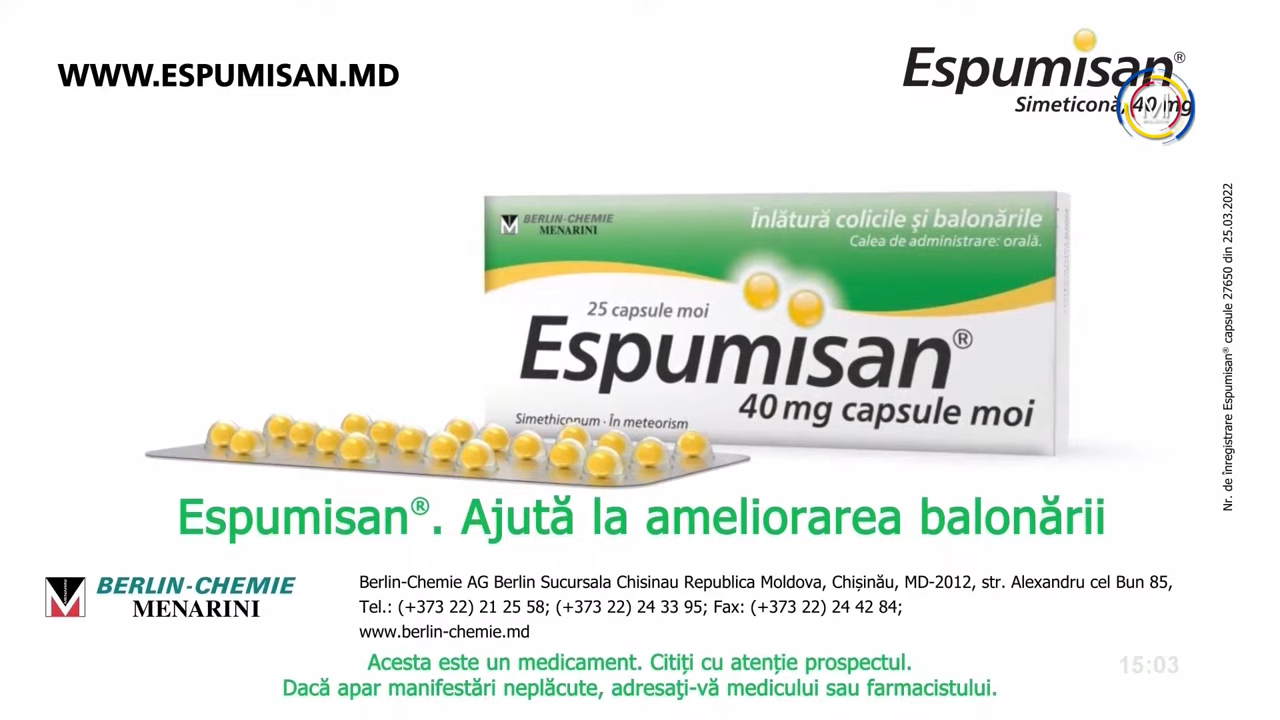 WWW.ESPUMISAN.MD
Espumisan®
Simeticonă, 40 mg
BERLIN-CHEMIE
MENARINI
Înlătură colicile şi balonările
Calea de administrare: orală.
25 capsule moi
Espumisan®
40 mg capsule moi
Simethiconum · În meteorism
Nr. de înregistrare Espumisan® capsule 27650 din 25.03.2022
Espumisan®. Ajută la ameliorarea balonării
BERLIN-CHEMIE
MENARINI
Berlin-Chemie AG Berlin Sucursala Chisinau Republica Moldova, Chișinău, MD-2012, str. Alexandru cel Bun 85,
Tel.: (+373 22) 21 25 58; (+373 22) 24 33 95; Fax: (+373 22) 24 42 84;
www.berlin-chemie.md
Acesta este un medicament. Citiți cu atenție prospectul.
Dacă apar manifestări neplăcute, adresaţi-vă medicului sau farmacistului.
15:03